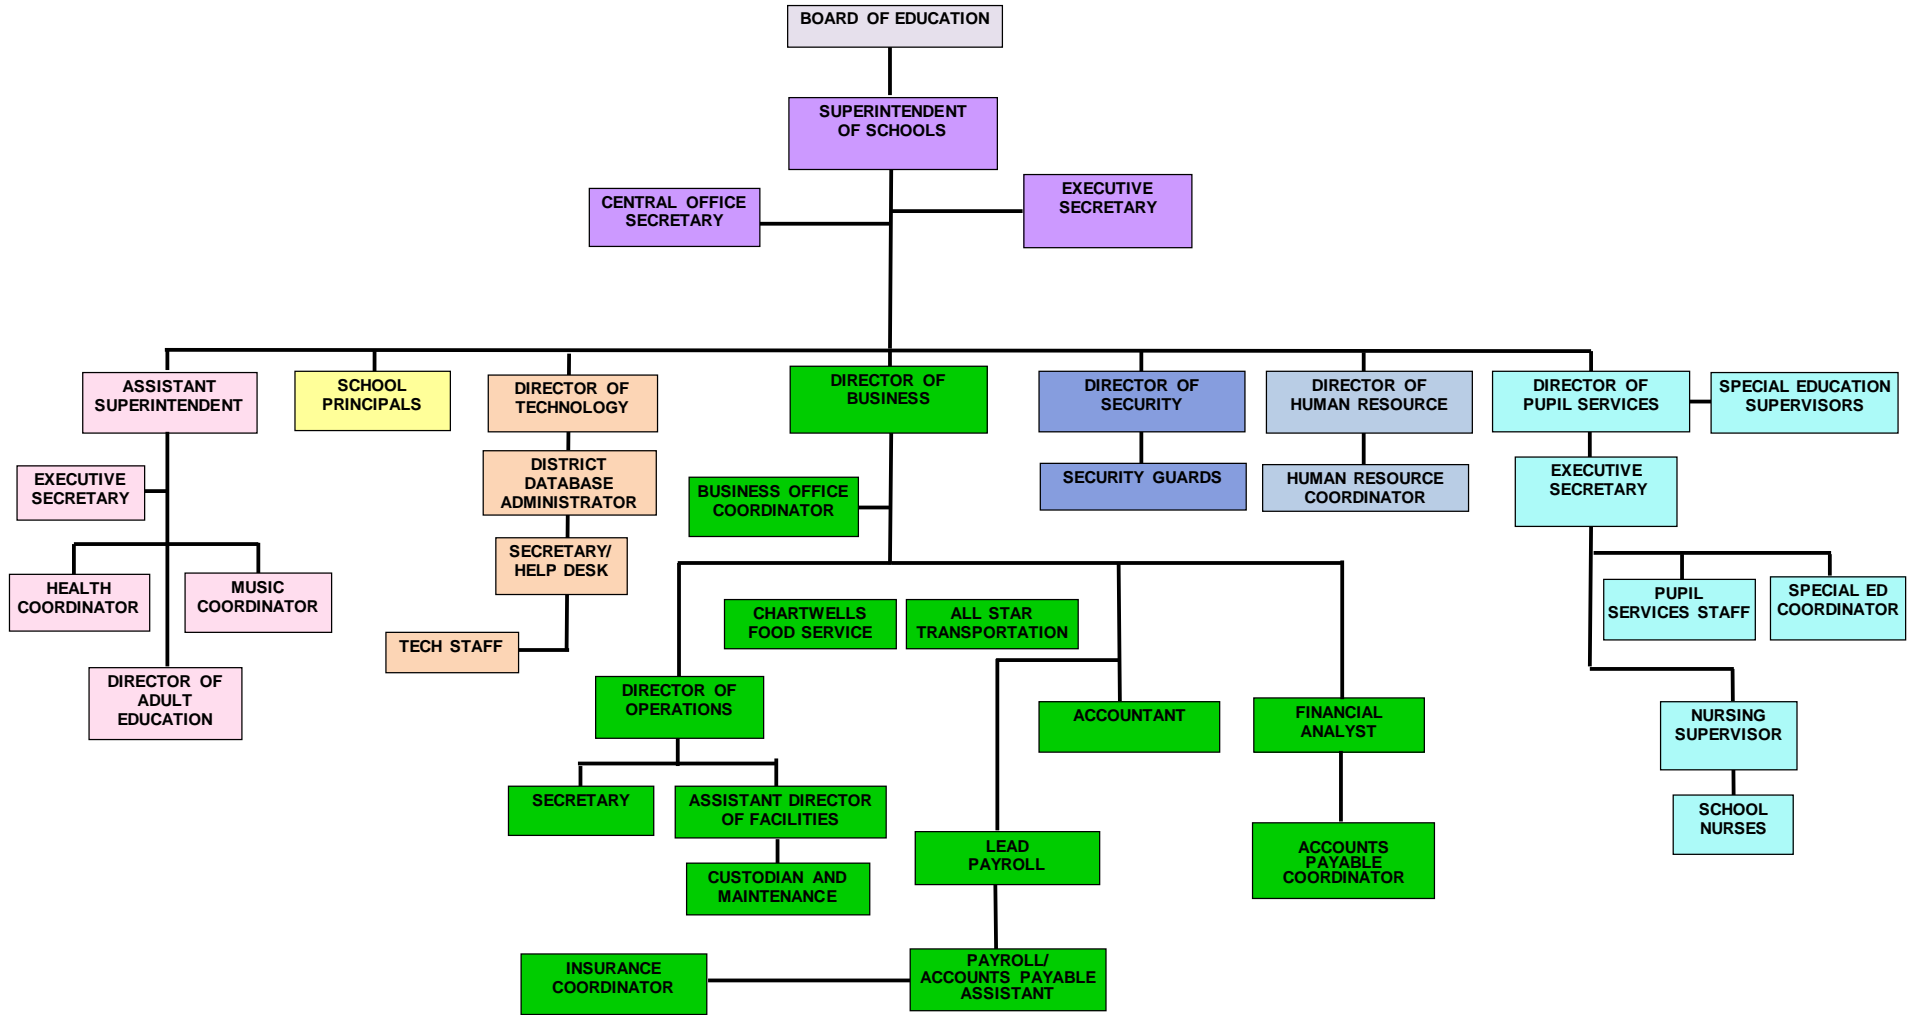 BOARD OF EDUCATION
SUPERINTENDENT
OF SCHOOLS
CENTRAL OFFICE
SECRETARY
EXECUTIVE
SECRETARY
ASSISTANT
SUPERINTENDENT
SCHOOL
PRINCIPALS
DIRECTOR OF
TECHNOLOGY
DIRECTOR OF
BUSINESS
DIRECTOR OF
SECURITY
DIRECTOR OF
HUMAN RESOURCE
DIRECTOR OF
PUPIL SERVICES
SPECIAL EDUCATION
SUPERVISORS
EXECUTIVE
SECRETARY
DISTRICT
DATABASE
ADMINISTRATOR
BUSINESS OFFICE
COORDINATOR
SECURITY GUARDS
HUMAN RESOURCE
COORDINATOR
EXECUTIVE
SECRETARY
HEALTH
COORDINATOR
MUSIC
COORDINATOR
SECRETARY/
HELP DESK
CHARTWELLS
FOOD SERVICE
ALL STAR
TRANSPORTATION
PUPIL
SERVICES STAFF
SPECIAL ED
COORDINATOR
TECH STAFF
DIRECTOR OF
ADULT
EDUCATION
DIRECTOR OF
OPERATIONS
ACCOUNTANT
FINANCIAL
ANALYST
NURSING
SUPERVISOR
SECRETARY
ASSISTANT DIRECTOR
OF FACILITIES
SCHOOL
NURSES
LEAD
PAYROLL
ACCOUNTS
PAYABLE
COORDINATOR
CUSTODIAN AND
MAINTENANCE
INSURANCE
COORDINATOR
PAYROLL/
ACCOUNTS PAYABLE
ASSISTANT